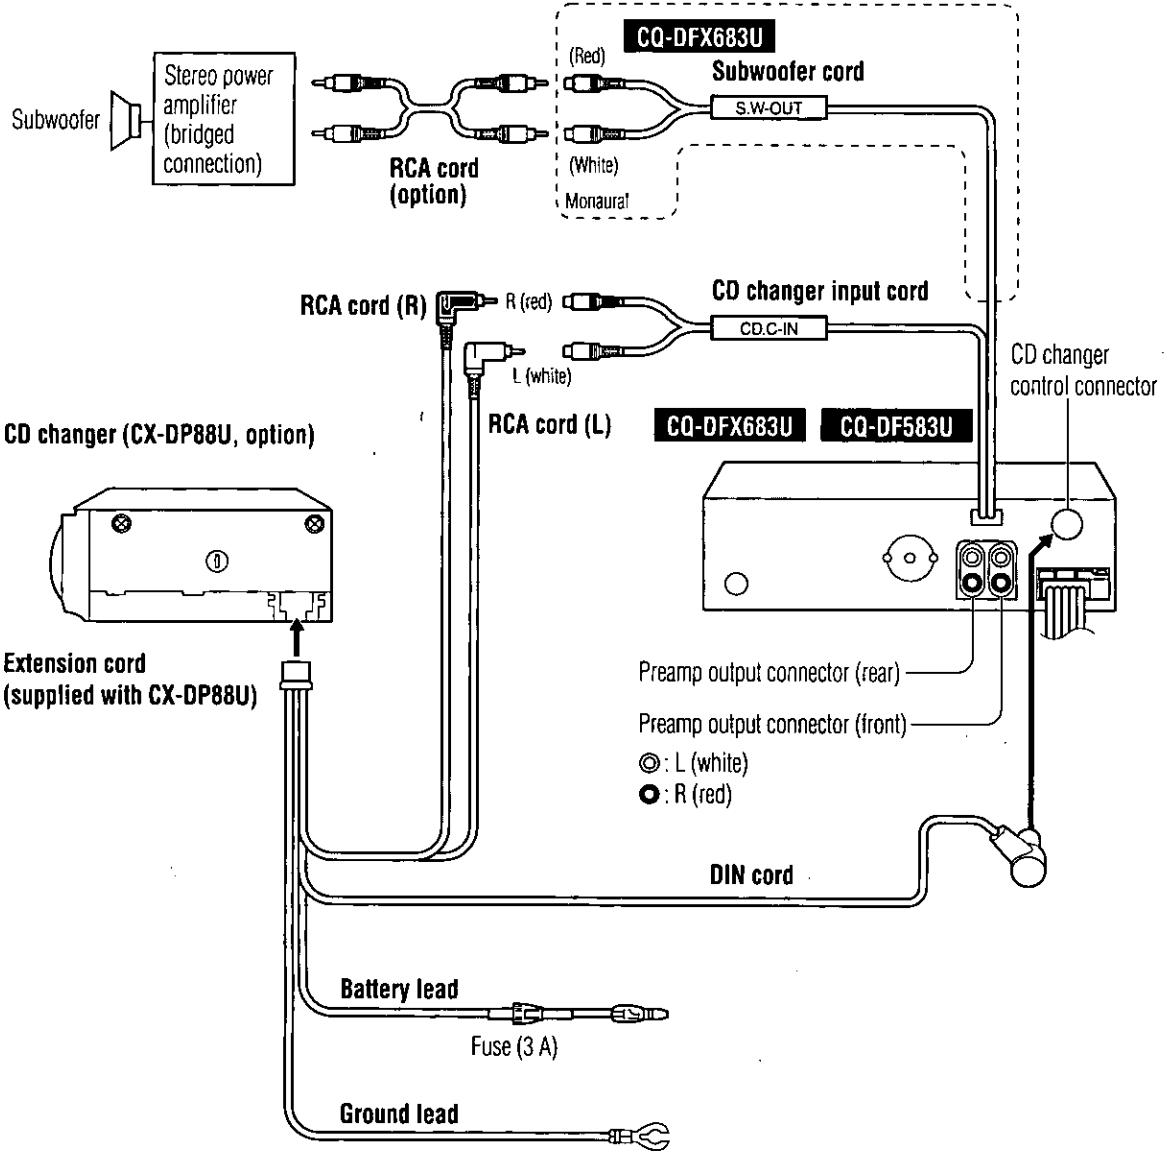 CQ-DFX683U
(Red)
Subwoofer cord
Stereo power
amplifier
(bridged
connection)
Subwoofer
S.W-OUT
RCA cord
(option)
(White)
Monaural
RCA cord (R)
R (red)
CD changer input cord
CD.C-IN
L (white)
RCA cord (L)
CD changer
control connector
CQ-DFX683U
CQ-DF583U
CD changer (CX-DP88U, option)
Extension cord
(supplied with CX-DP88U)
Preamp output connector (rear)
Preamp output connector (front)
: L (white)
: R (red)
DIN cord
Battery lead
Fuse (3 A)
Ground lead